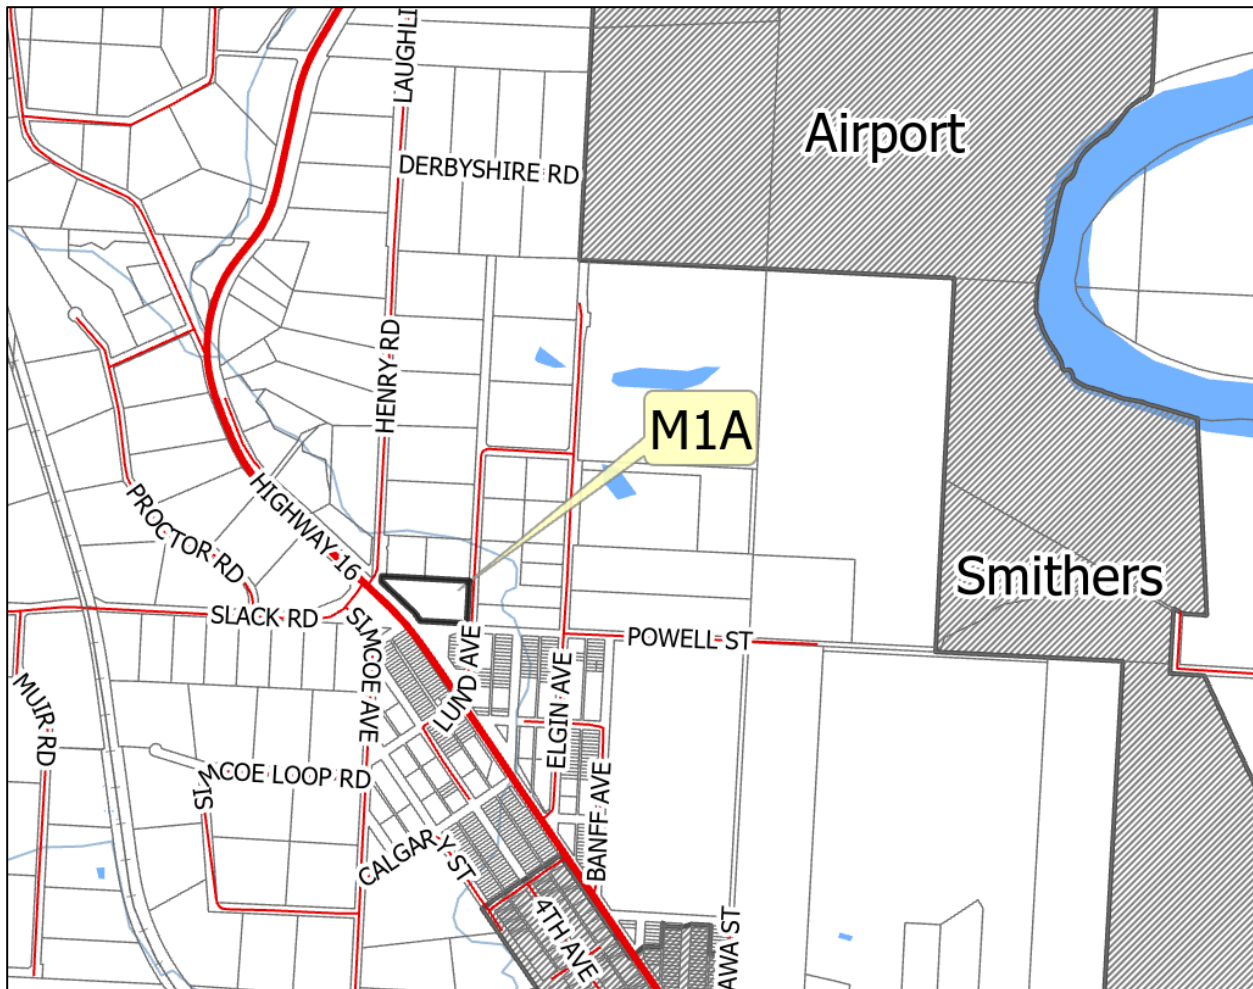 LAUGHLI
Airport
DERBYSHIRE RD
HENRY RD
M1A
HIGHWAY 16
PROCTOR RD
Smithers
SLACK RD
SIMCOE AVE
LUND AVE
POWELL ST
ELGIN AVE
MUIR RD
SIMCOE LOOP RD
BANFF AVE
CALGARY ST
4TH AVE
AWA ST